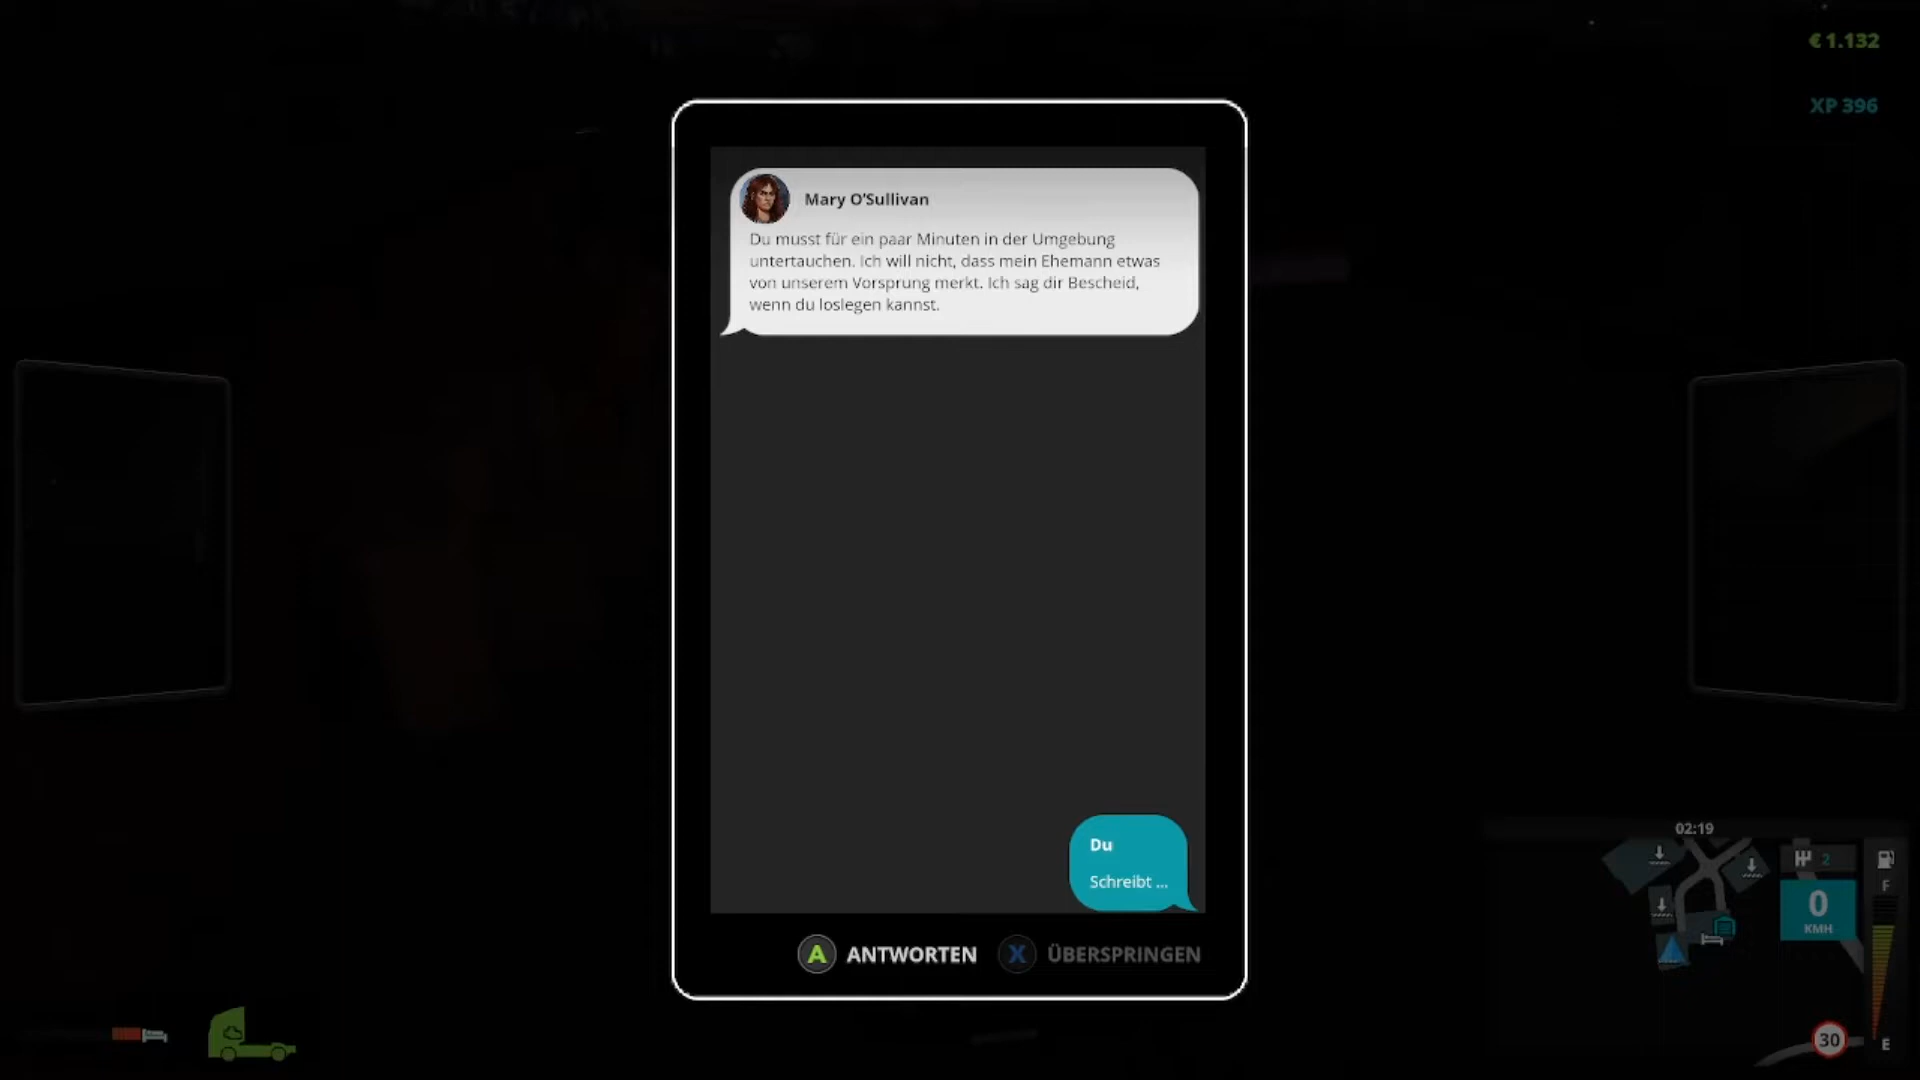 € 1.132
XP 396
Mary O'Sullivan
Du musst für ein paar Minuten in der Umgebung
untertauchen. Ich will nicht, dass mein Ehemann etwas
von unserem Vorsprung merkt. Ich sag dir Bescheid,
wenn du loslegen kannst.
Du
Schreibt ...
A ANTWORTEN X ÜBERSPRINGEN
02:19
2
F
0
KMH
30
E